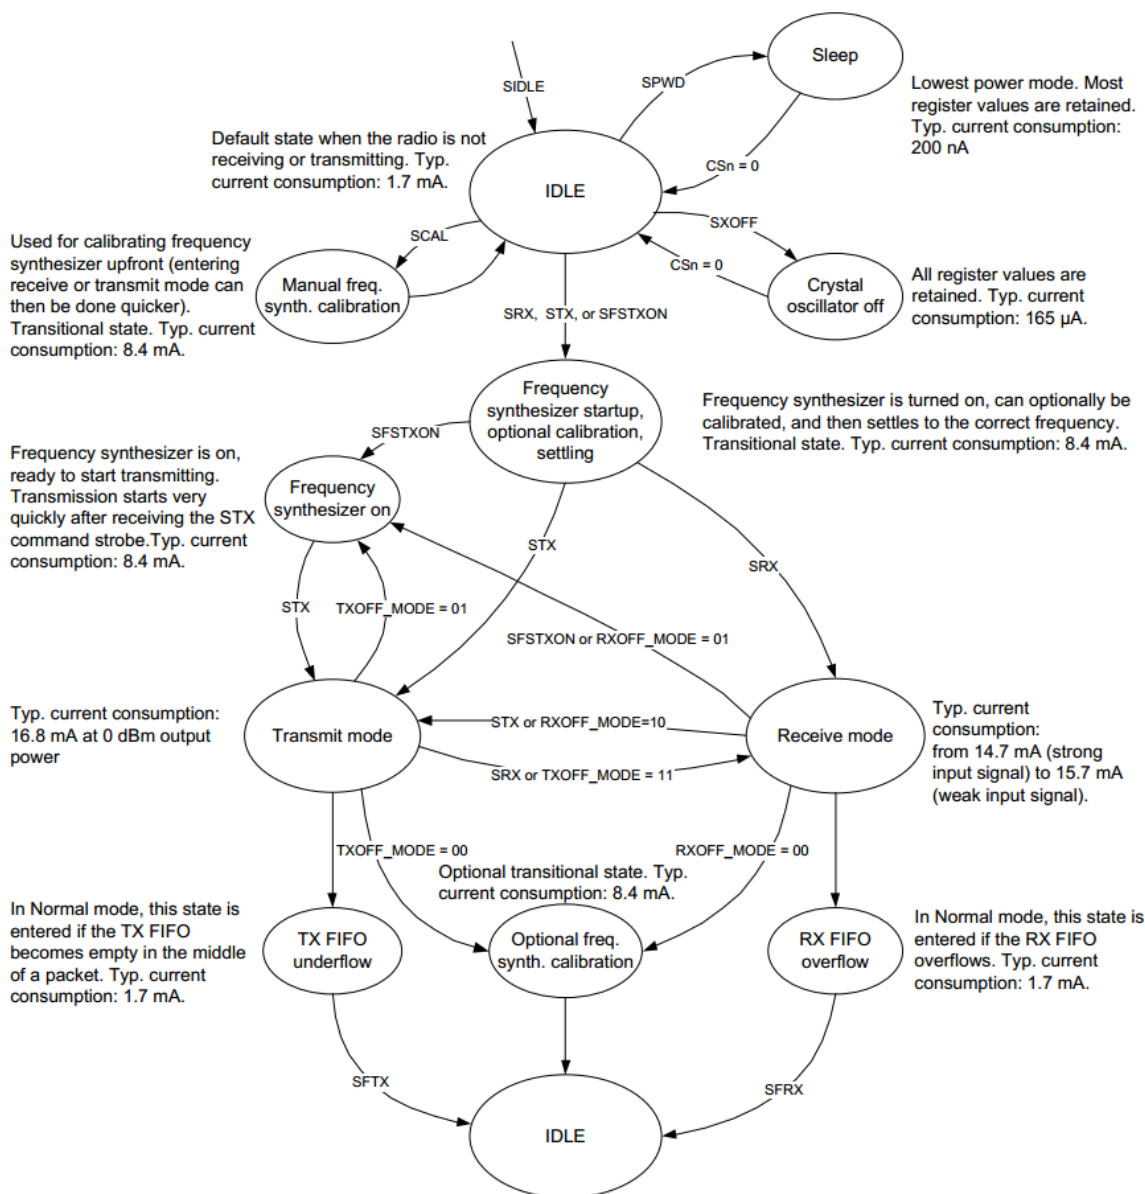 Sleep
SIDLE
SPWD
Lowest power mode. Most
register values are retained.
Typ. current consumption:
200 nA
Default state when the radio is not
receiving or transmitting. Typ.
current consumption: 1.7 mA.
CSn = 0
IDLE
SXOFF
SCAL
CSn = 0
Used for calibrating frequency
synthesizer upfront (entering
receive or transmit mode can
then be done quicker).
Transitional state. Typ. current
consumption: 8.4 mA.
Manual freq.
synth. calibration
Crystal
oscillator off
All register values are
retained. Typ. current
consumption: 165 µA.
SRX, STX, or SFSTXON
Frequency
synthesizer startup,
optional calibration,
settling
Frequency synthesizer is turned on, can optionally be
calibrated, and then settles to the correct frequency.
Transitional state. Typ. current consumption: 8.4 mA.
SFSTXON
Frequency synthesizer is on,
ready to start transmitting.
Transmission starts very
quickly after receiving the STX
command strobe.Typ. current
consumption: 8.4 mA.
Frequency
synthesizer on
STX
SRX
STX
TXOFF_MODE = 01
SFSTXON or RXOFF_MODE = 01
Typ. current consumption:
16.8 mA at 0 dBm output
power
Transmit mode
STX or RXOFF_MODE=10
SRX or TXOFF_MODE = 11
Receive mode
Typ. current
consumption:
from 14.7 mA (strong
input signal) to 15.7 mA
(weak input signal).
TXOFF_MODE = 00
RXOFF_MODE = 00
Optional transitional state. Typ.
current consumption: 8.4 mA.
In Normal mode, this state is
entered if the TX FIFO
becomes empty in the middle
of a packet. Typ. current
consumption: 1.7 mA.
TX FIFO
underflow
Optional freq.
synth. calibration
RX FIFO
overflow
In Normal mode, this state is
entered if the RX FIFO
overflows. Typ. current
consumption: 1.7 mA.
SFTX
SFRX
IDLE